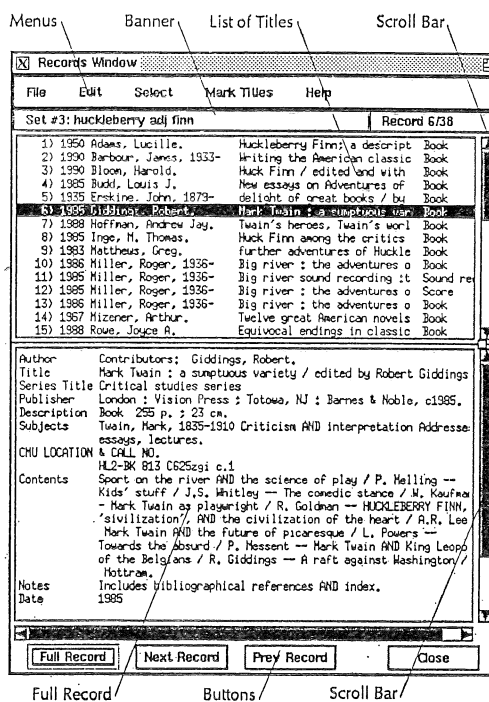 Menus Banner List of Titles Scroll Bar
X Records Window
File Edit Select Mark Titles Help
Set #3: huckleberry adj finn Record 6/38
1) 1950 Adams, Lucille. Huckleberry Finn; a descript Book
2) 1990 Barbour, James, 1933- Writing the American classic Book
3) 1990 Bloom, Harold. Huck Finn / edited and with Book
4) 1985 Budd, Louis J. New essays on Adventures of Book
5) 1935 Erskine, John, 1879- delight of great books / by Book
6) 1985 Giddings, Robert. Mark Twain : a sumptuous var Book
7) 1988 Hoffman, Andrew Jay. Twain's heroes, Twain's worl Book
8) 1985 Inge, M. Thomas. Huck Finn among the critics Book
9) 1983 Matthews, Greg. further adventures of Huckle Book
10) 1986 Miller, Roger, 1936- Big river : the adventures o Book
11) 1985 Miller, Roger, 1936- Big river sound recording :t Sound re
12) 1985 Miller, Roger, 1936- Big river : the adventures o Score
13) 1986 Miller, Roger, 1936- Big river : the adventures o Book
14) 1967 Mizener, Arthur. Twelve great American novels Book
15) 1988 Rowe, Joyce A. Equivocal endings in classic Book
Author Contributors: Giddings, Robert.
Title Mark Twain : a sumptuous variety / edited by Robert Giddings
Series Title Critical studies series
Publisher London : Vision Press ; Totowa, NJ : Barnes & Noble, c1985.
Description Book 255 p. ; 23 cm.
Subjects Twain, Mark, 1835-1910 Criticism AND interpretation Addresse
essays, lectures.
CMU LOCATION & CALL NO.
HL2-BK 813 C625zgi c.1
Contents Sport on the river AND the science of play / P. Melling --
Kids' stuff / J.S. Whitley -- The comedic stance / W. Kaufma
- Mark Twain as playwright / R. Goldman -- HUCKLEBERRY FINN,
'sivilization', AND the civilization of the heart / A.R. Lee
Mark Twain AND the future of picaresque / L. Powers --
Towards the absurd / P. Messent -- Mark Twain AND King Leopo
of the Belgians / R. Giddings -- A raft against Washington /
Mottram.
Notes Includes bibliographical references AND index.
Date 1985
Full Record Next Record Prev Record Close
Full Record Buttons Scroll Bar